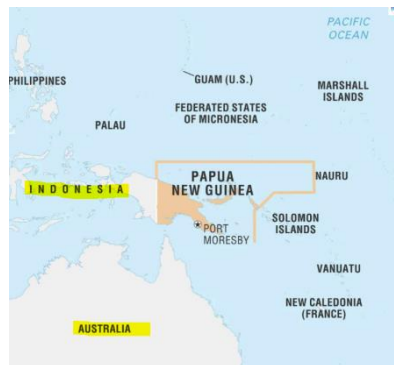 PACIFIC
OCEAN
PHILIPPINES
GUAM (U.S.)
MARSHALL
ISLANDS
FEDERATED STATES
OF MICRONESIA
PALAU
PAPUA
NEW GUINEA
NAURU
INDONESIA
SOLOMON
ISLANDS
PORT
MORESBY
VANUATU
NEW CALEDONIA
(FRANCE)
AUSTRALIA